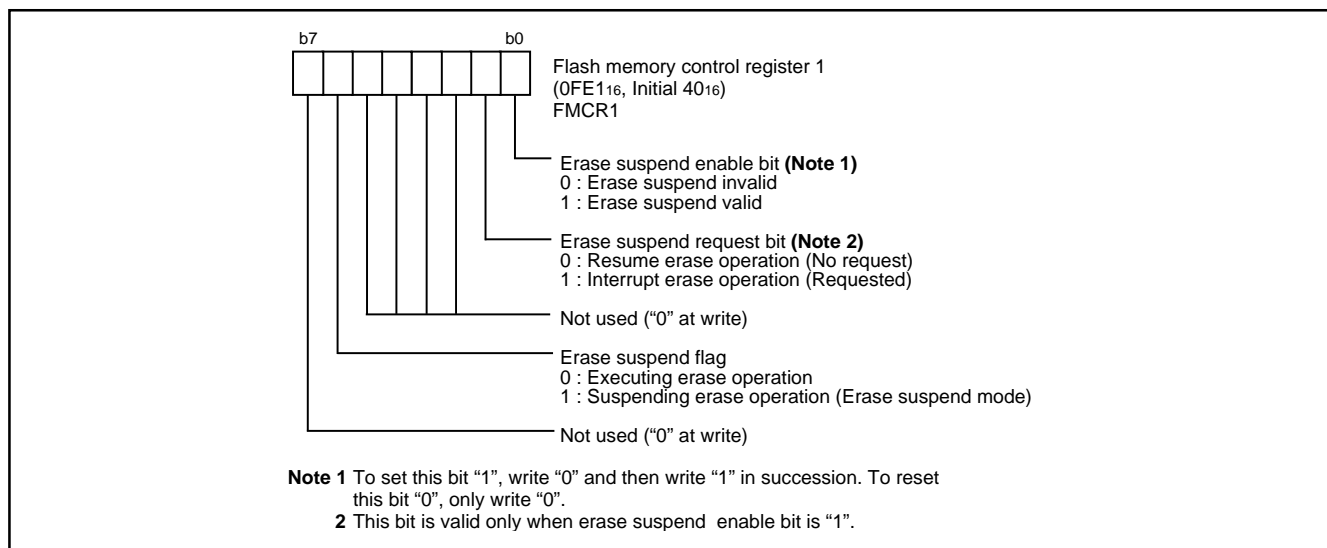 b7 b0
Flash memory control register 1
(0FE116, Initial 4016)
FMCR1
Erase suspend enable bit (Note 1)
0 : Erase suspend invalid
1 : Erase suspend valid
Erase suspend request bit (Note 2)
0 : Resume erase operation (No request)
1 : Interrupt erase operation (Requested)
Not used (“0” at write)
Erase suspend flag
0 : Executing erase operation
1 : Suspending erase operation (Erase suspend mode)
Not used (“0” at write)
Note 1 To set this bit “1”, write “0” and then write “1” in succession. To reset
this bit “0”, only write “0”.
2 This bit is valid only when erase suspend enable bit is “1”.